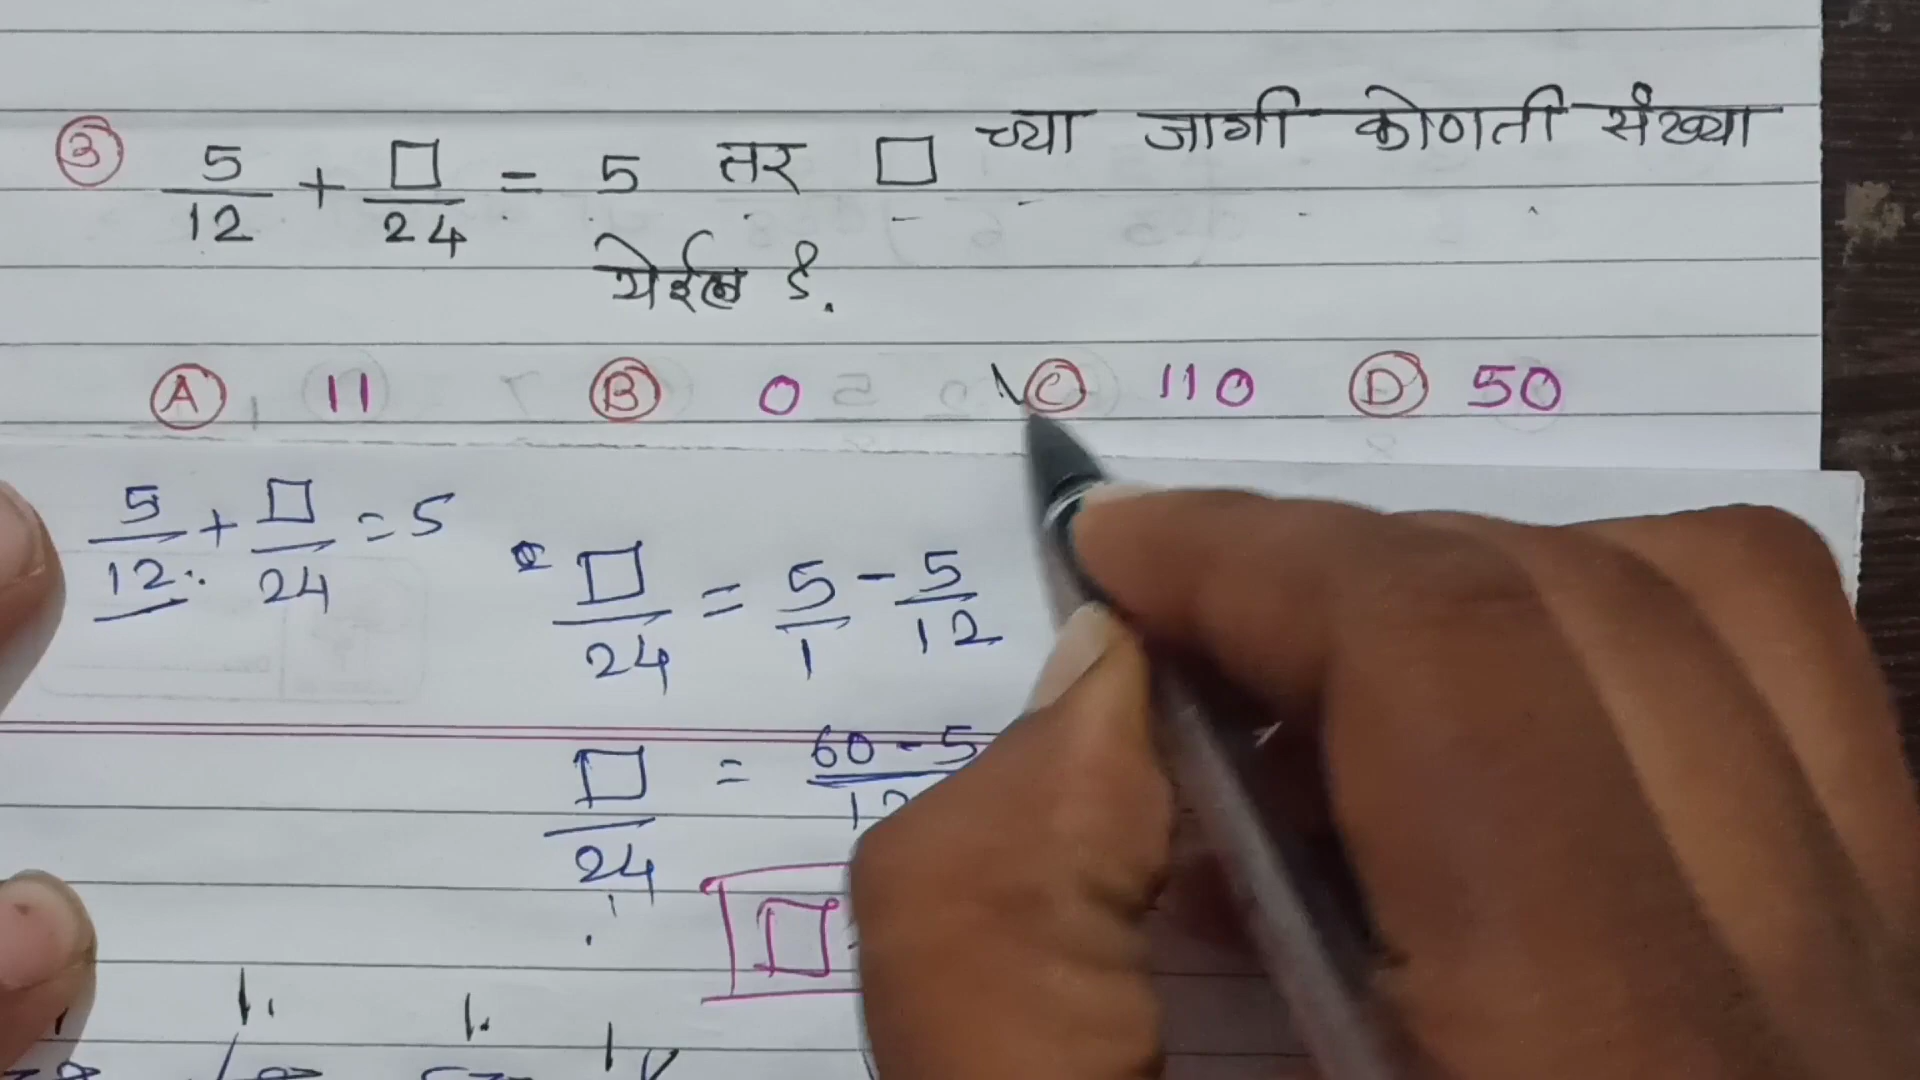 3 5/12 + □/24 = 5 तर □ च्या जागी कोणती संख्या
येईल ?.
A 11 B 0 C 110 D 50
5/12 + □/24 = 5
□/24 = 5/1 - 5/12
□/24 = 60-5/12
□